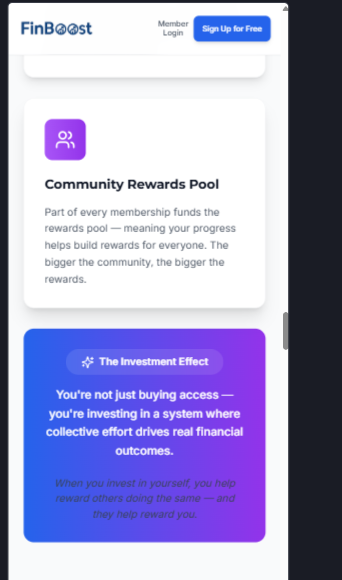 FinBoost
Member
Login
Sign Up for Free
Community Rewards Pool
Part of every membership funds the
rewards pool — meaning your progress
helps build rewards for everyone. The
bigger the community, the bigger the
rewards.
The Investment Effect
You're not just buying access —
you're investing in a system where
collective effort drives real financial
outcomes.
When you invest in yourself, you help
reward others doing the same — and
they help reward you.